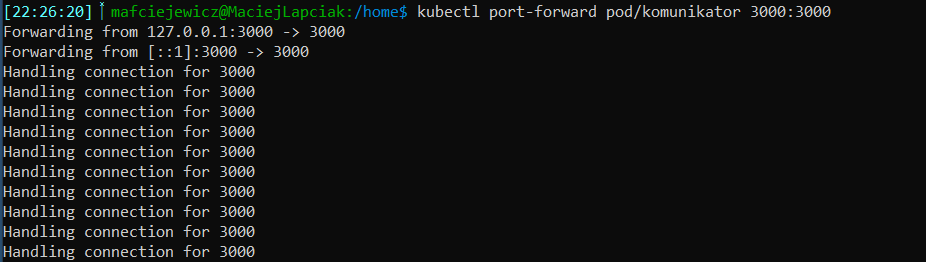 [22:26:20] mafciejewicz@MaciejLapciak:/home$ kubectl port-forward pod/komunikator 3000:3000
Forwarding from 127.0.0.1:3000 -> 3000
Forwarding from [::1]:3000 -> 3000
Handling connection for 3000
Handling connection for 3000
Handling connection for 3000
Handling connection for 3000
Handling connection for 3000
Handling connection for 3000
Handling connection for 3000
Handling connection for 3000
Handling connection for 3000
Handling connection for 3000